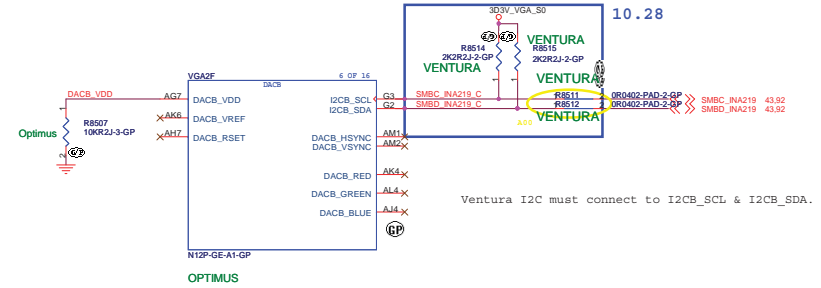 3D3V_VGA_S0
10.28
R8514
2K2R2J-2-GP
VENTURA
R8515
2K2R2J-2-GP
VENTURA
VENTURA
VGA2F
DACB
6 OF 16
1
1
DACB_VDD
AG7
DACB_VDD
I2CB_SCL
G3
SMBC_INA219_C
R8511
0R0402-PAD-2-GP
SMBC_INA219 43,92
I2CB_SDA
G2
SMBD_INA219_C
R8512
0R0402-PAD-2-GP
SMBD_INA219 43,92
VENTURA
1
AK6
DACB_VREF
Optimus
R8507
10KR2J-3-GP
2
AH7
DACB_RSET
DACB_HSYNC
AM1
DACB_VSYNC
AM2
DACB_RED
AK4
DACB_GREEN
AL4
DACB_BLUE
AJ4
GP
Ventura I2C must connect to I2CB_SCL & I2CB_SDA.
N12P-GE-A1-GP
OPTIMUS